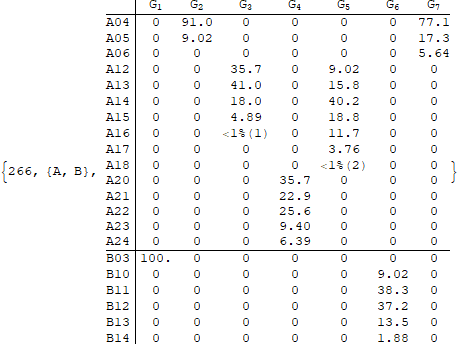 G₁ G₂ G₃ G₄ G₅ G₆ G₇
A04 0 91.0 0 0 0 0 77.1
A05 0 9.02 0 0 0 0 17.3
A06 0 0 0 0 0 0 5.64
A12 0 0 35.7 0 9.02 0 0
A13 0 0 41.0 0 15.8 0 0
A14 0 0 18.0 0 40.2 0 0
A15 0 0 4.89 0 18.8 0 0
A16 0 0 <1%(1) 0 11.7 0 0
A17 0 0 0 0 3.76 0 0
{266, {A, B}, A18 0 0 0 0 <1%(2) 0 0 }
A20 0 0 0 35.7 0 0 0
A21 0 0 0 22.9 0 0 0
A22 0 0 0 25.6 0 0 0
A23 0 0 0 9.40 0 0 0
A24 0 0 0 6.39 0 0 0
B03 100. 0 0 0 0 0 0
B10 0 0 0 0 0 9.02 0
B11 0 0 0 0 0 38.3 0
B12 0 0 0 0 0 37.2 0
B13 0 0 0 0 0 13.5 0
B14 0 0 0 0 0 1.88 0